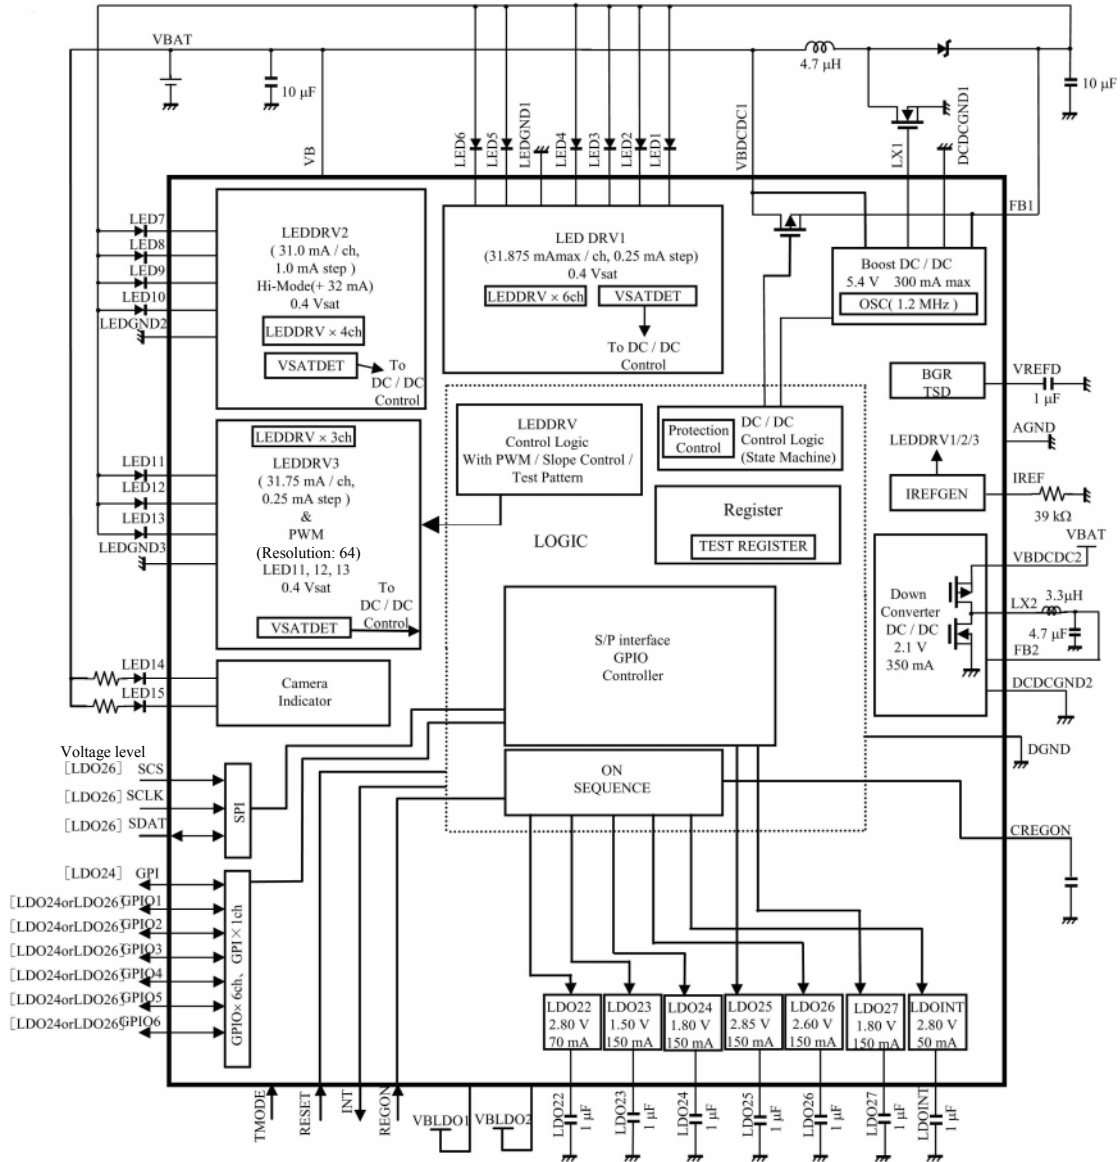 VBAT
4.7 μH
10 μF
10 μF
VB
LED6
LED5
LEDGND1
LED4
LED3
LED2
LED1
VBDCDC1
LX1
DCDCGND1
FB1
LED7
LED8
LED9
LED10
LEDGND2
LEDDRV2
( 31.0 mA / ch,
1.0 mA step )
Hi-Mode(+ 32 mA)
0.4 Vsat
LEDDRV × 4ch
VSATDET
To
DC / DC
Control
LED DRV1
(31.875 mAmax / ch, 0.25 mA step)
0.4 Vsat
LEDDRV × 6ch
VSATDET
To DC / DC
Control
Boost DC / DC
5.4 V 300 mA max
OSC( 1.2 MHz )
BGR
TSD
VREFD
1 μF
AGND
LEDDRV1/2/3
IREFGEN
IREF
39 kΩ
LED11
LED12
LED13
LEDGND3
LEDDRV × 3ch
LEDDRV3
( 31.75 mA / ch,
0.25 mA step )
&
PWM
(Resolution: 64)
LED11, 12, 13
0.4 Vsat
VSATDET
To
DC / DC
Control
LEDDRV
Control Logic
With PWM / Slope Control /
Test Pattern
Protection
Control
DC / DC
Control Logic
(State Machine)
Register
TEST REGISTER
LOGIC
VBAT
VBDCDC2
Down
Converter
DC / DC
2.1 V
350 mA
LX2
3.3μH
4.7 μF
FB2
DCDCGND2
DGND
S/P interface
GPIO
Controller
LED14
LED15
Camera
Indicator
ON
SEQUENCE
CREGON
Voltage level
[LDO26] SCS
[LDO26] SCLK
[LDO26] SDAT
SPI
[LDO24] GPI
[LDO24orLDO26] GPIO1
[LDO24orLDO26] GPIO2
[LDO24orLDO26] GPIO3
[LDO24orLDO26] GPIO4
[LDO24orLDO26] GPIO5
[LDO24orLDO26] GPIO6
GPIO× 6ch、GPI×1ch
LDO22
2.80 V
70 mA
LDO23
1.50 V
150 mA
LDO24
1.80 V
150 mA
LDO25
2.85 V
150 mA
LDO26
2.60 V
150 mA
LDO27
1.80 V
150 mA
LDOINT
2.80 V
50 mA
TMODE
RESET
INT
REGON
VBLDO1
VBLDO2
LDO22
1 μF
LDO23
1 μF
LDO24
1 μF
LDO25
1 μF
LDO26
1 μF
LDO27
1 μF
LDOINT
1 μF